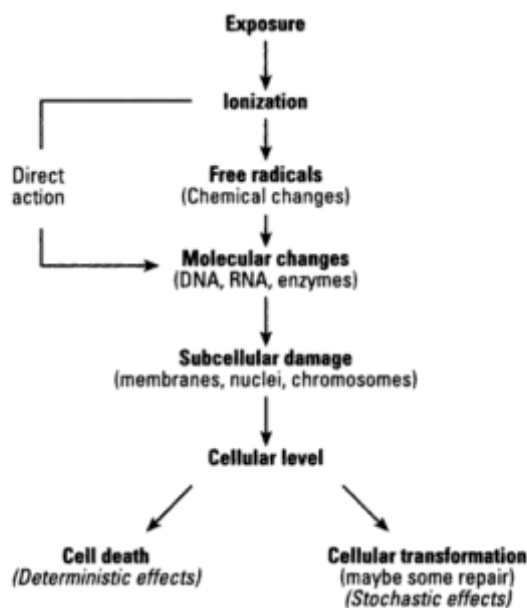 Exposure
Ionization
Direct
action
Free radicals
(Chemical changes)
Molecular changes
(DNA, RNA, enzymes)
Subcellular damage
(membranes, nuclei, chromosomes)
Cellular level
Cell death
(Deterministic effects)
Cellular transformation
(maybe some repair)
(Stochastic effects)